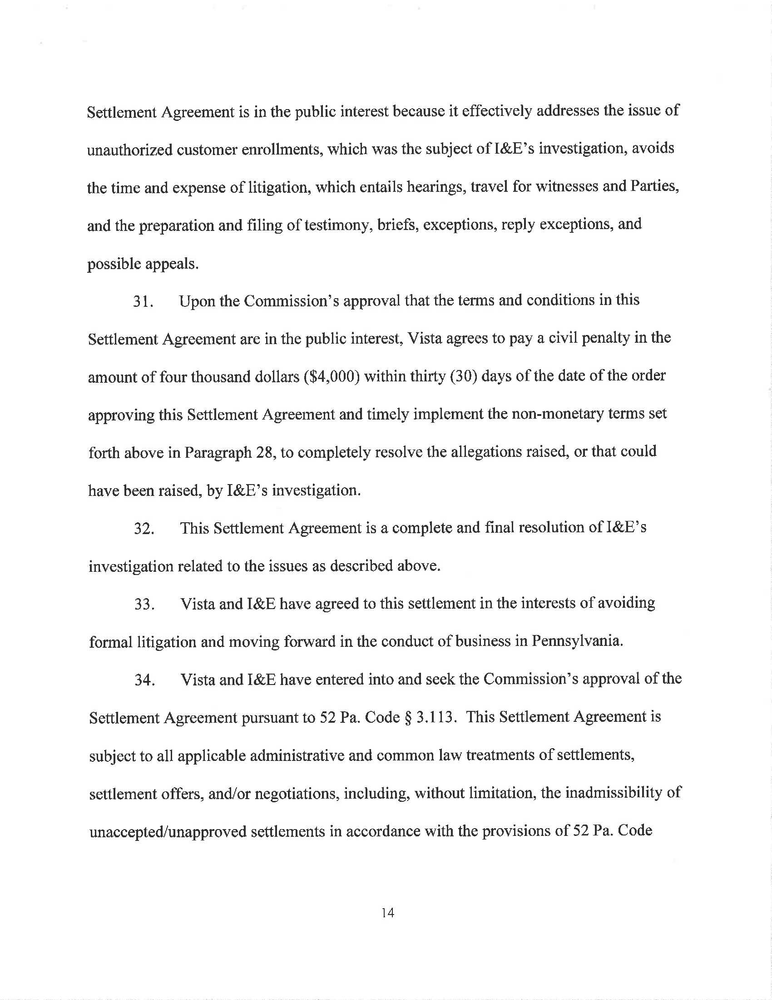 Settlement Agreement is in the public interest because it effectively addresses the issue of
unauthorized customer enrollments, which was the subject of I&E's investigation, avoids
the time and expense of litigation, which entails hearings, travel for witnesses and Parties,
and the preparation and filing of testimony, briefs, exceptions, reply exceptions, and
possible appeals.
31. Upon the Commission's approval that the terms and conditions in this
Settlement Agreement are in the public interest, Vista agrees to pay a civil penalty in the
amount of four thousand dollars ($4,000) within thirty (30) days of the date of the order
approving this Settlement Agreement and timely implement the non-monetary terms set
forth above in Paragraph 28, to completely resolve the allegations raised, or that could
have been raised, by I&E's investigation.
32. This Settlement Agreement is a complete and final resolution of I&E's
investigation related to the issues as described above.
33. Vista and I&E have agreed to this settlement in the interests of avoiding
formal litigation and moving forward in the conduct of business in Pennsylvania.
34. Vista and I&E have entered into and seek the Commission's approval of the
Settlement Agreement pursuant to 52 Pa. Code § 3.113. This Settlement Agreement is
subject to all applicable administrative and common law treatments of settlements,
settlement offers, and/or negotiations, including, without limitation, the inadmissibility of
unaccepted/unapproved settlements in accordance with the provisions of 52 Pa. Code
14